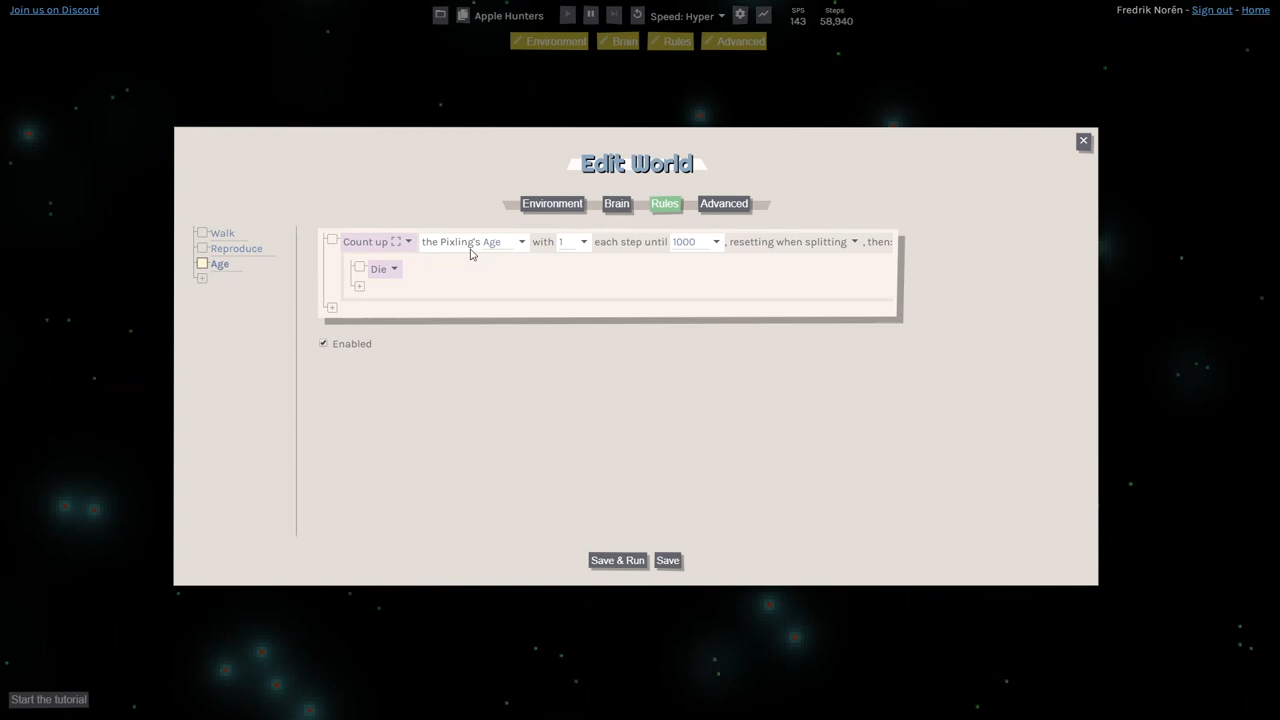 Join us on Discord
Apple Hunters
Speed: Hyper
SPS
143
Steps
58,940
Fredrik Norén - Sign out - Home
Environment
Brain
Rules
Advanced
Edit World
Environment
Brain
Rules
Advanced
Walk
Reproduce
Age
Count up the Pixling's Age with 1 each step until 1000 , resetting when splitting , then:
Die
Enabled
Save & Run
Save
Start the tutorial